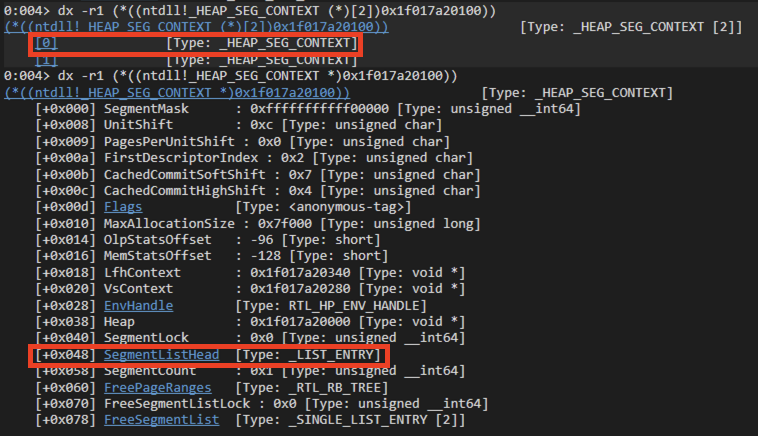 0:004> dx -r1 (*((ntdll!_HEAP_SEG_CONTEXT (*)[2])0x1f017a20100))
(*((ntdll!_HEAP_SEG_CONTEXT (*)[2])0x1f017a20100)) [Type: _HEAP_SEG_CONTEXT [2]]
[0] [Type: _HEAP_SEG_CONTEXT]
[1] [Type: _HEAP_SEG_CONTEXT]
0:004> dx -r1 (*((ntdll!_HEAP_SEG_CONTEXT *)0x1f017a20100))
(*((ntdll!_HEAP_SEG_CONTEXT *)0x1f017a20100)) [Type: _HEAP_SEG_CONTEXT]
[+0x000] SegmentMask : 0xfffffffffff00000 [Type: unsigned __int64]
[+0x008] UnitShift : 0xc [Type: unsigned char]
[+0x009] PagesPerUnitShift : 0x0 [Type: unsigned char]
[+0x00a] FirstDescriptorIndex : 0x2 [Type: unsigned char]
[+0x00b] CachedCommitSoftShift : 0x7 [Type: unsigned char]
[+0x00c] CachedCommitHighShift : 0x4 [Type: unsigned char]
[+0x00d] Flags [Type: <anonymous-tag>]
[+0x010] MaxAllocationSize : 0x7f000 [Type: unsigned long]
[+0x014] OlpStatsOffset : -96 [Type: short]
[+0x016] MemStatsOffset : -128 [Type: short]
[+0x018] LfhContext : 0x1f017a20340 [Type: void *]
[+0x020] VsContext : 0x1f017a20280 [Type: void *]
[+0x028] EnvHandle [Type: RTL_HP_ENV_HANDLE]
[+0x038] Heap : 0x1f017a20000 [Type: void *]
[+0x040] SegmentLock : 0x0 [Type: unsigned __int64]
[+0x048] SegmentListHead [Type: _LIST_ENTRY]
[+0x058] SegmentCount : 0x1 [Type: unsigned __int64]
[+0x060] FreePageRanges [Type: _RTL_RB_TREE]
[+0x070] FreeSegmentListLock : 0x0 [Type: unsigned __int64]
[+0x078] FreeSegmentList [Type: _SINGLE_LIST_ENTRY [2]]